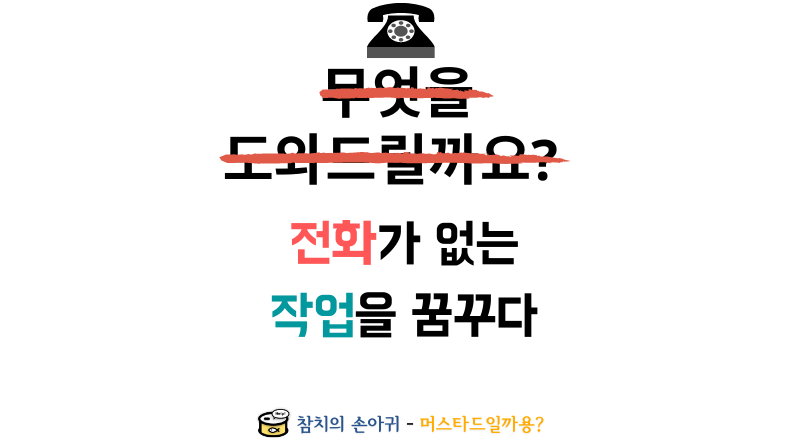 무엇을
도와드릴까요?
전화가 없는
작업을 꿈꾸다
참치의 손아귀 - 머스타드일까용?